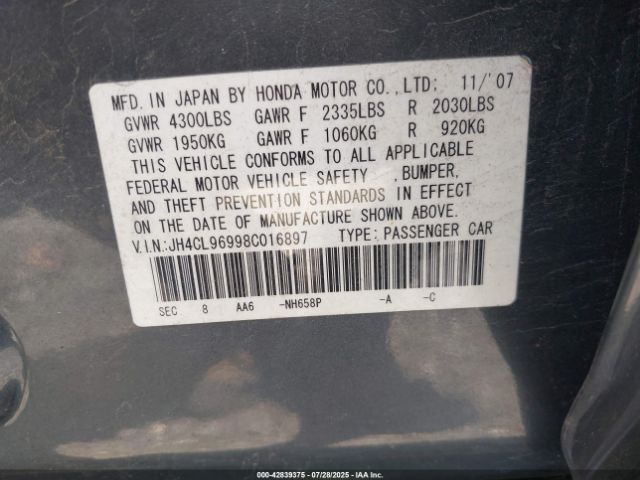 MFD. IN JAPAN BY HONDA MOTOR CO., LTD: 11/'07
GVWR 4300LBS GAWR F 2335LBS R 2030LBS
GVWR 1950KG GAWR F 1060KG R 920KG
THIS VEHICLE CONFORMS TO ALL APPLICABLE
FEDERAL MOTOR VEHICLE SAFETY , BUMPER,
AND THEFT PREVENTION STANDARDS IN EFFECT
ON THE DATE OF MANUFACTURE SHOWN ABOVE.
V.I.N:JH4CL96998C016897 TYPE: PASSENGER CAR
SEC 8 AA6 -NH658P -A -C
000-42839375 | 07/28/2025 | IAA Inc.